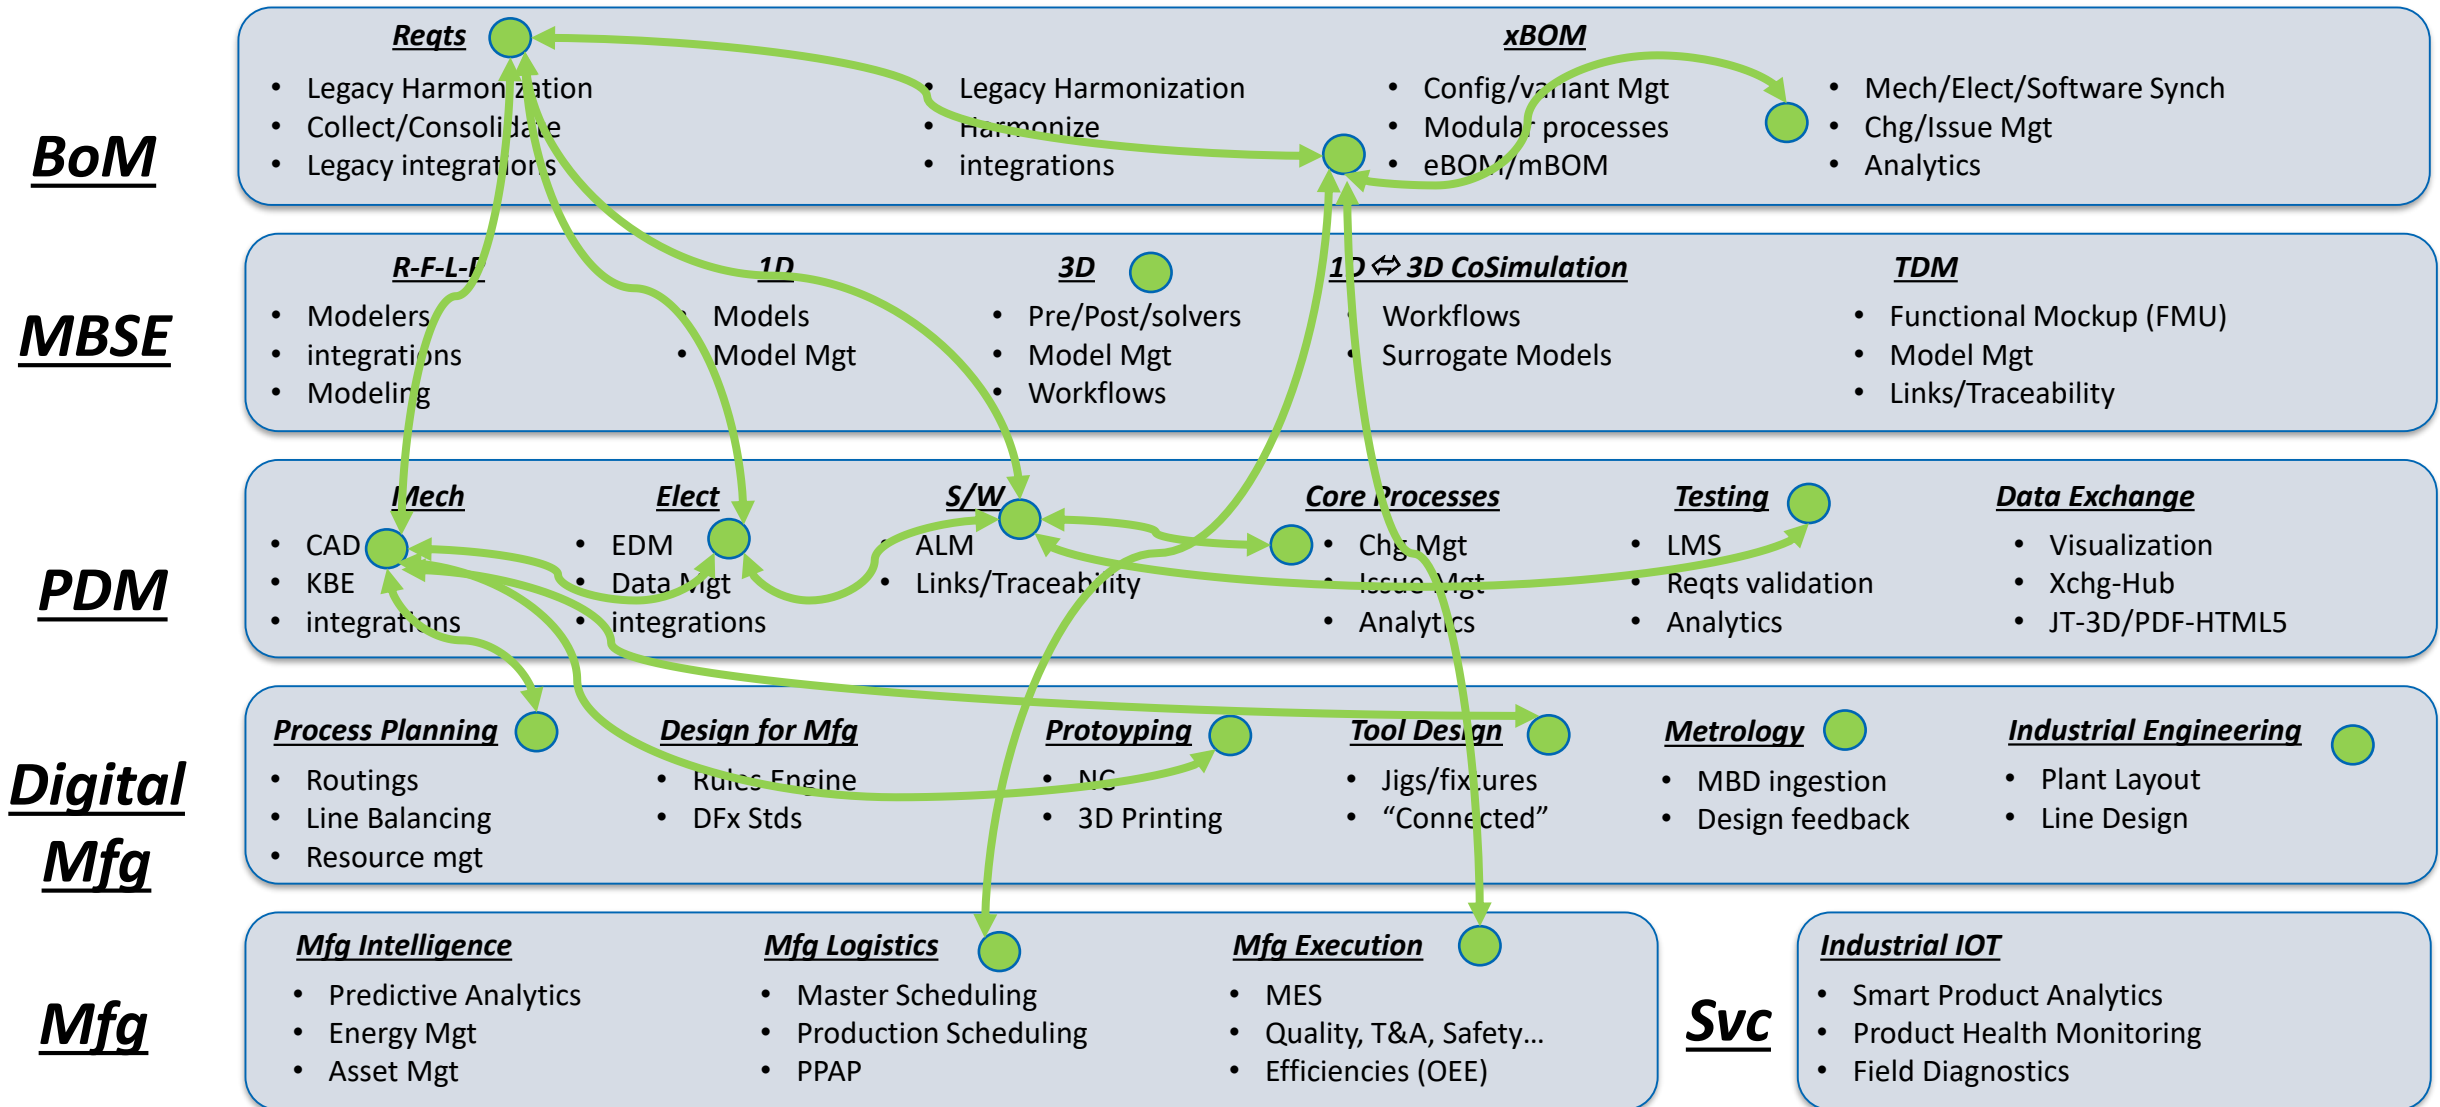 BoM
Reqts
• Legacy Harmonization
• Collect/Consolidate
• Legacy integrations
• Legacy Harmonization
• Harmonize
• integrations
xBOM
• Config/variant Mgt
• Modular processes
• eBOM/mBOM
• Mech/Elect/Software Synch
• Chg/Issue Mgt
• Analytics
MBSE
R-F-L-P
• Modelers
• integrations
• Modeling
1D
• Models
• Model Mgt
3D
• Pre/Post/solvers
• Model Mgt
• Workflows
1D ⬄ 3D CoSimulation
• Workflows
• Surrogate Models
TDM
• Functional Mockup (FMU)
• Model Mgt
• Links/Traceability
PDM
Mech
• CAD
• KBE
• integrations
Elect
• EDM
• Data Mgt
• integrations
S/W
• ALM
• Links/Traceability
Core Processes
• Chg Mgt
• Issue Mgt
• Analytics
Testing
• LMS
• Reqts validation
• Analytics
Data Exchange
• Visualization
• Xchg-Hub
• JT-3D/PDF-HTML5
Digital
Mfg
Process Planning
• Routings
• Line Balancing
• Resource mgt
Design for Mfg
• Rules Engine
• DFx Stds
Protoyping
• NC
• 3D Printing
Tool Design
• Jigs/fixtures
• “Connected”
Metrology
• MBD ingestion
• Design feedback
Industrial Engineering
• Plant Layout
• Line Design
Mfg
Mfg Intelligence
• Predictive Analytics
• Energy Mgt
• Asset Mgt
Mfg Logistics
• Master Scheduling
• Production Scheduling
• PPAP
Mfg Execution
• MES
• Quality, T&A, Safety…
• Efficiencies (OEE)
Svc
Industrial IOT
• Smart Product Analytics
• Product Health Monitoring
• Field Diagnostics